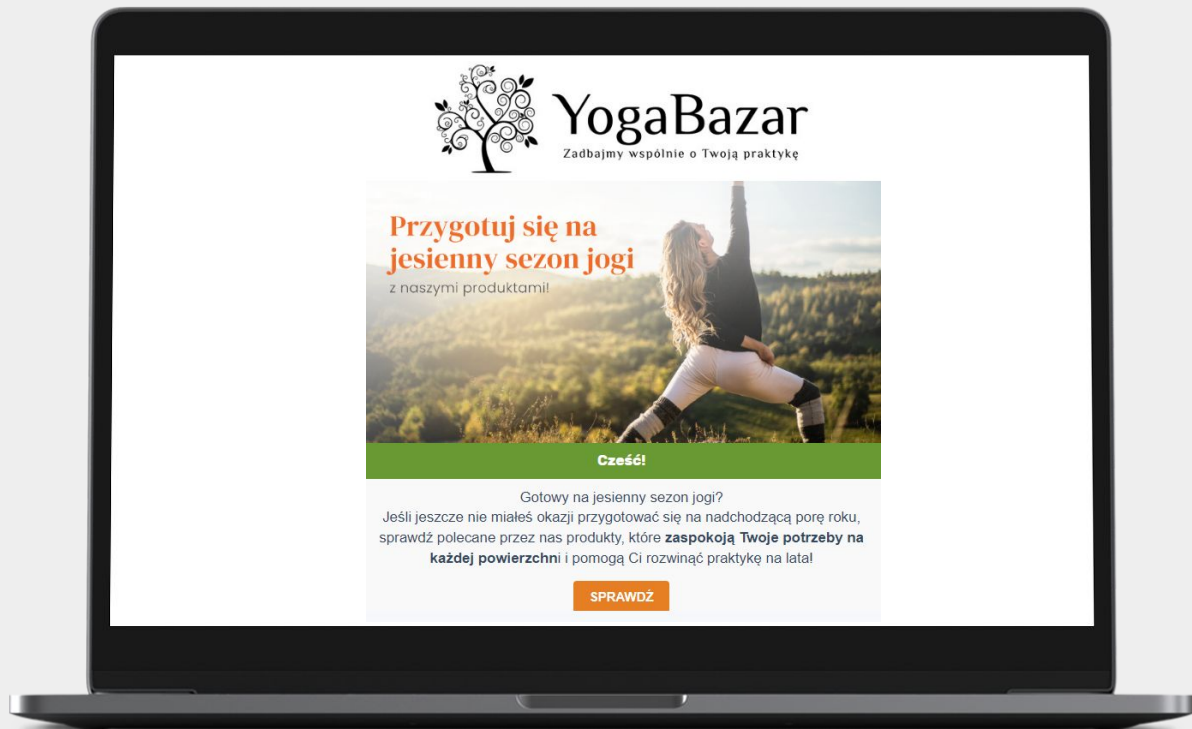 YogaBazar
Zadbajmy wspólnie o Twoją praktykę
Przygotuj się na
jesienny sezon jogi
z naszymi produktami!
Cześć!
Gotowy na jesienny sezon jogi?
Jeśli jeszcze nie miałeś okazji przygotować się na nadchodzącą porę roku,
sprawdź polecane przez nas produkty, które zaspokoją Twoje potrzeby na
każdej powierzchni i pomogą Ci rozwinąć praktykę na lata!
SPRAWDŹ